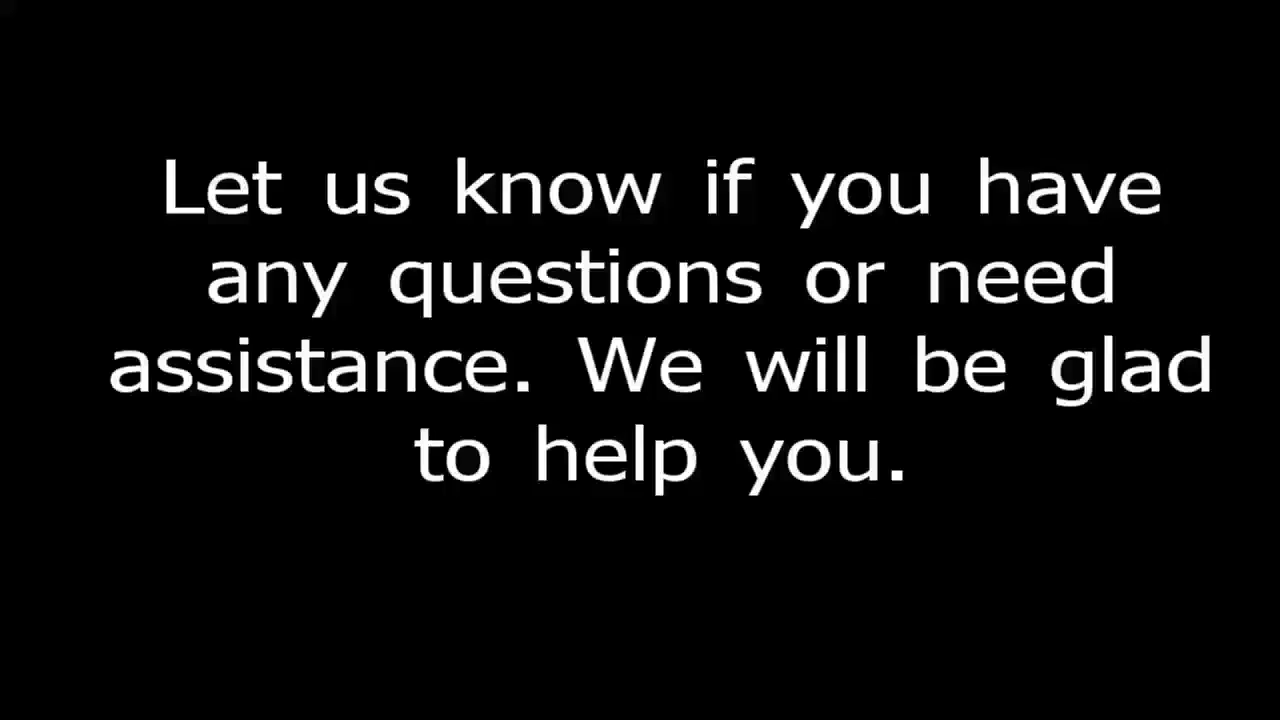 Let us know if you have
any questions or need
assistance. We will be glad
to help you.